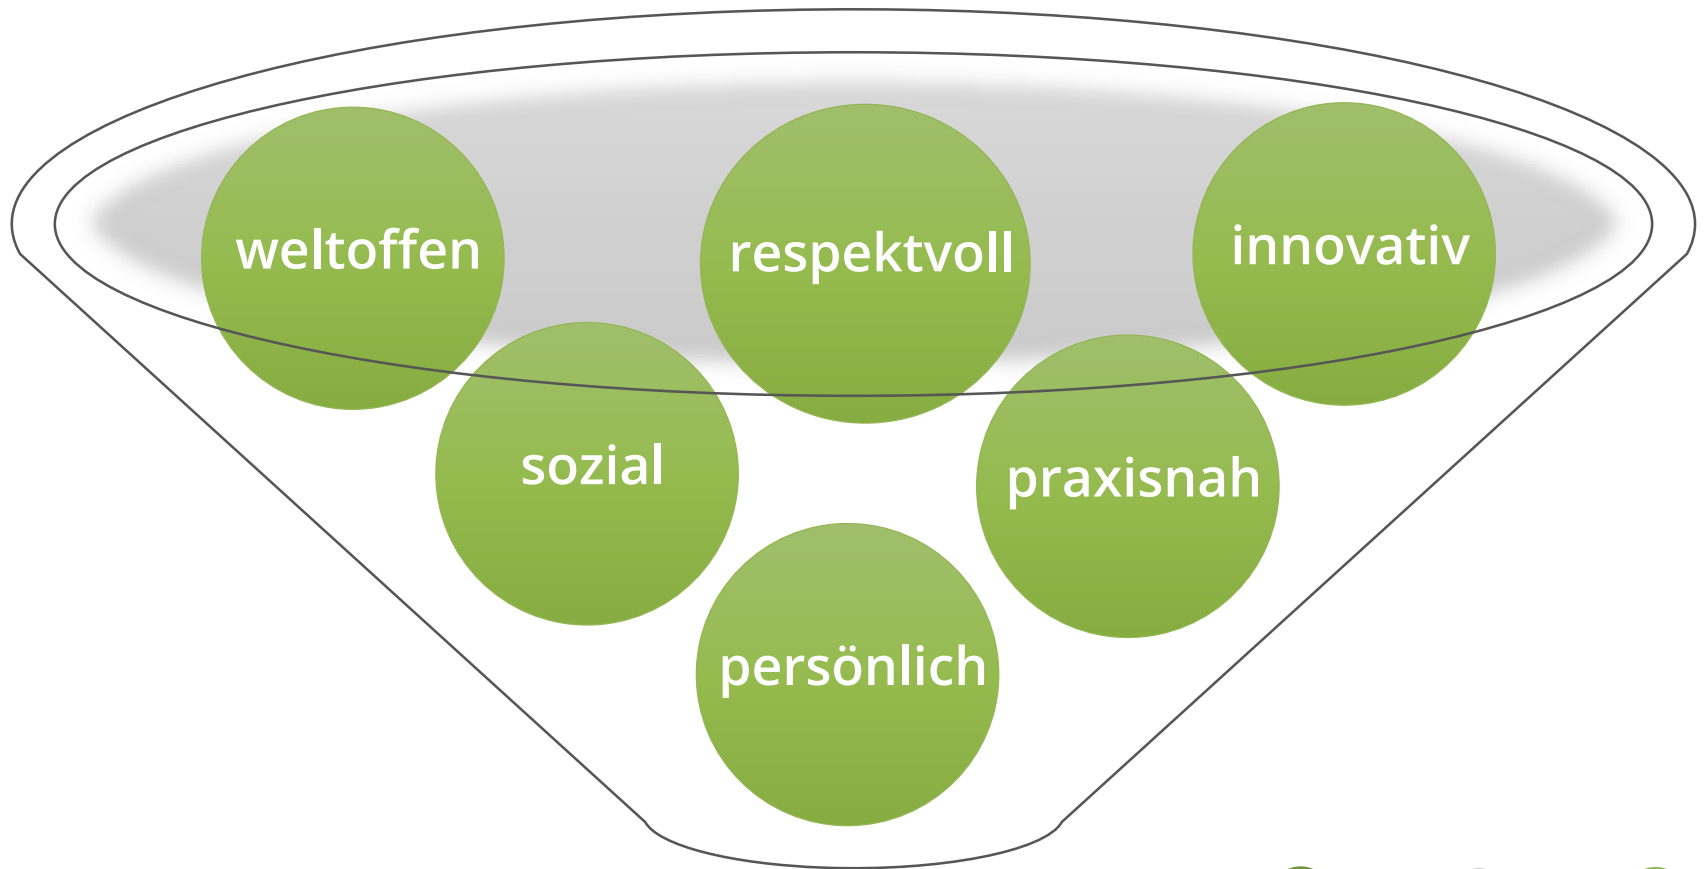 weltoffen
respektvoll
innovativ
sozial
praxisnah
persönlich